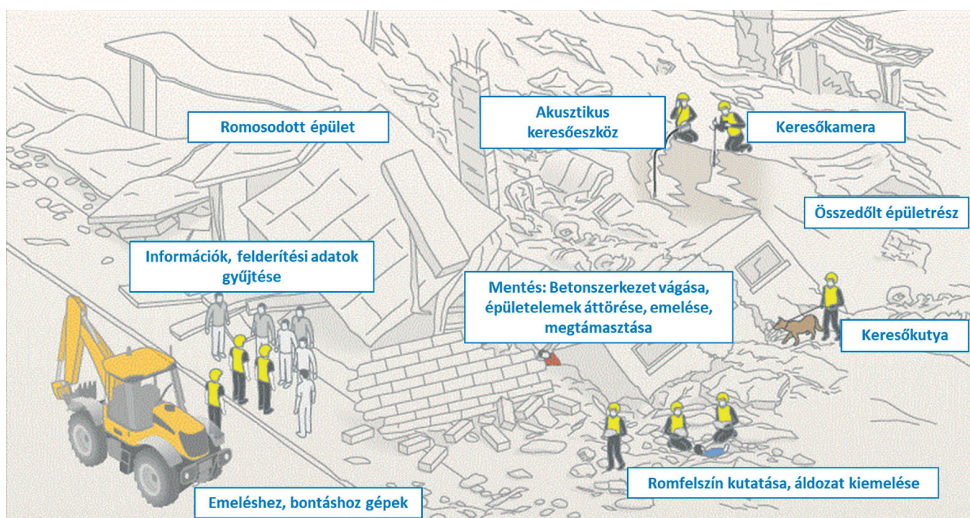 Romosodott épület
Akusztikus
keresőeszköz
Keresőkamera
Összedőlt épületrész
Információk, felderítési adatok
gyűjtése
Mentés: Betonszerkezet vágása,
épületelemek áttörése, emelése,
megtámasztása
Keresőkutya
Romfelszín kutatása, áldozat kiemelése
Emeléshez, bontáshoz gépek